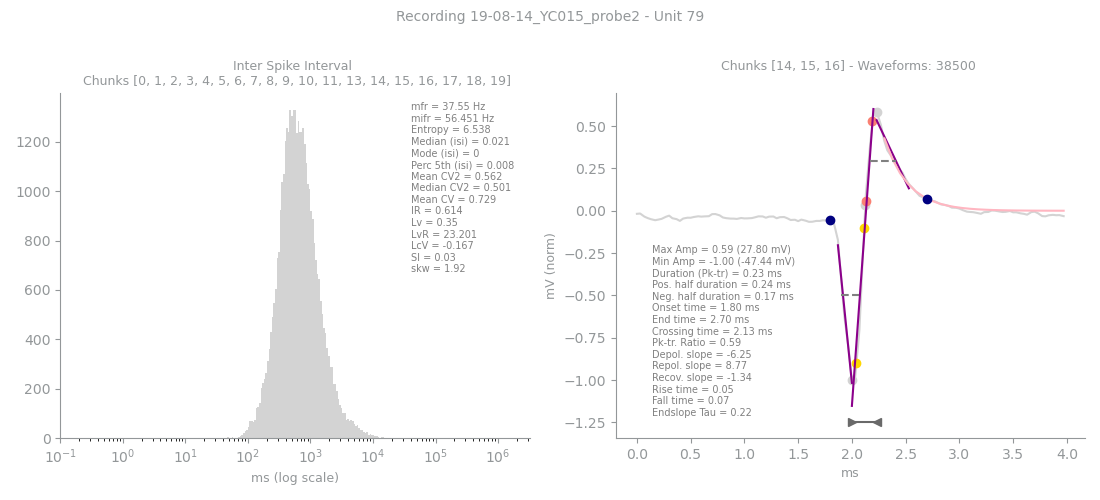 Recording 19-08-14_YC015_probe2 - Unit 79
Inter Spike Interval
Chunks [0, 1, 2, 3, 4, 5, 6, 7, 8, 9, 10, 11, 13, 14, 15, 16, 17, 18, 19]
mfr = 37.55 Hz
mifr = 56.451 Hz
Entropy = 6.538
Median (isi) = 0.021
Mode (isi) = 0
Perc 5th (isi) = 0.008
Mean CV2 = 0.562
Median CV2 = 0.501
Mean CV = 0.729
IR = 0.614
Lv = 0.35
LvR = 23.201
LcV = -0.167
SI = 0.03
skw = 1.92
1200
1000
800
600
400
200
0
10⁻¹ 10⁰ 10¹ 10² 10³ 10⁴ 10⁵ 10⁶
ms (log scale)
Chunks [14, 15, 16] - Waveforms: 38500
mV (norm)
0.50
0.25
0.00
−0.25
−0.50
−0.75
−1.00
−1.25
Max Amp = 0.59 (27.80 mV)
Min Amp = -1.00 (-47.44 mV)
Duration (Pk-tr) = 0.23 ms
Pos. half duration = 0.24 ms
Neg. half duration = 0.17 ms
Onset time = 1.80 ms
End time = 2.70 ms
Crossing time = 2.13 ms
Pk-tr. Ratio = 0.59
Depol. slope = -6.25
Repol. slope = 8.77
Recov. slope = -1.34
Rise time = 0.05
Fall time = 0.07
Endslope Tau = 0.22
0.0 0.5 1.0 1.5 2.0 2.5 3.0 3.5 4.0
ms